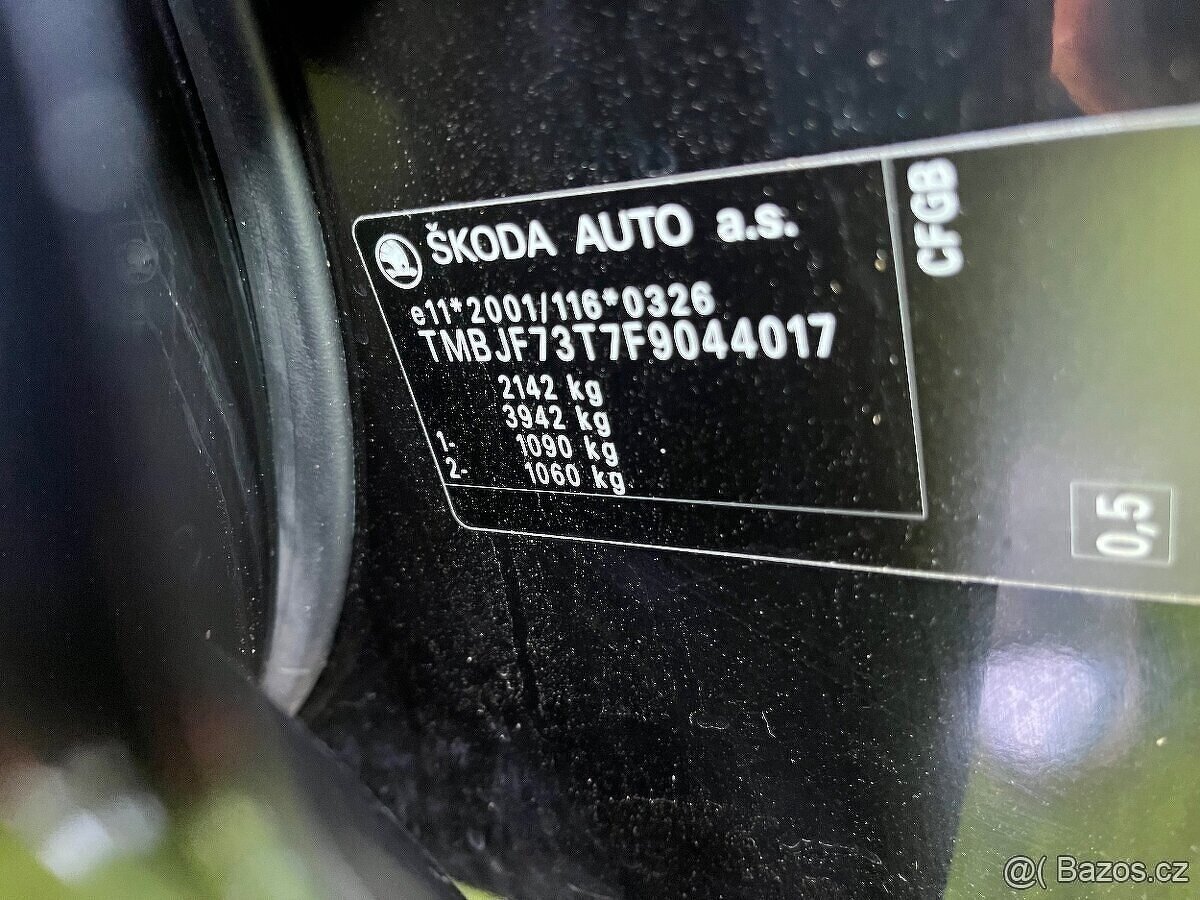 ŠKODA AUTO a.s.
e11*2001/116*0326
TMBJF73T7F9044017
2142 kg
3942 kg
1- 1090 kg
2- 1060 kg
CFGB
0,5
@( Bazos.cz